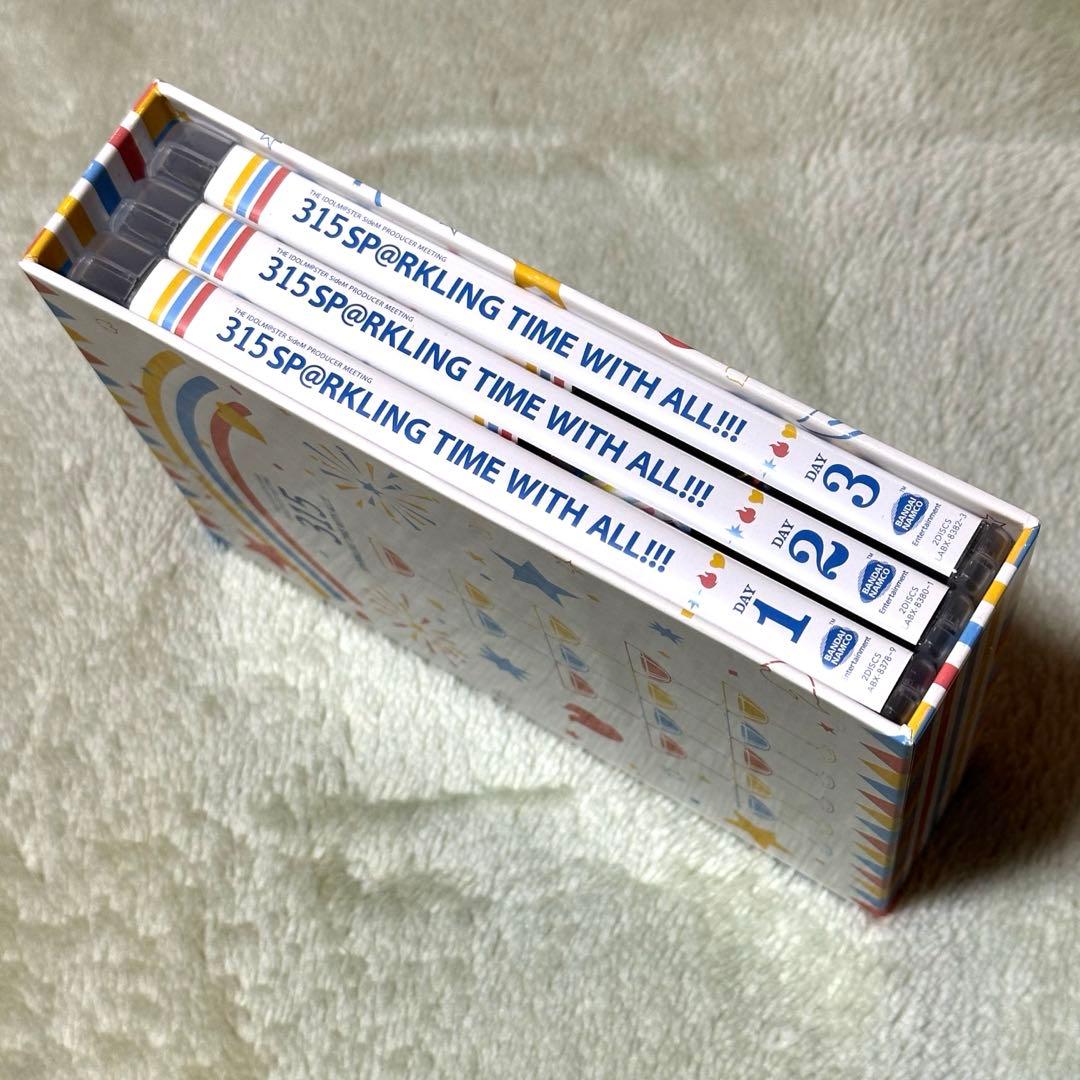 THE IDOLM@STER SideM PRODUCER MEETING
315 SP@RKLING TIME WITH ALL!!!
DAY
3
BANDAI
NAMCO
Entertainment
2DISCS
LABX-8382~3
THE IDOLM@STER SideM PRODUCER MEETING
315 SP@RKLING TIME WITH ALL!!!
DAY
2
BANDAI
NAMCO
Entertainment
2DISCS
LABX-8380~1
THE IDOLM@STER SideM PRODUCER MEETING
315 SP@RKLING TIME WITH ALL!!!
DAY
1
BANDAI
NAMCO
Entertainment
2DISCS
LABX-8378~9
315